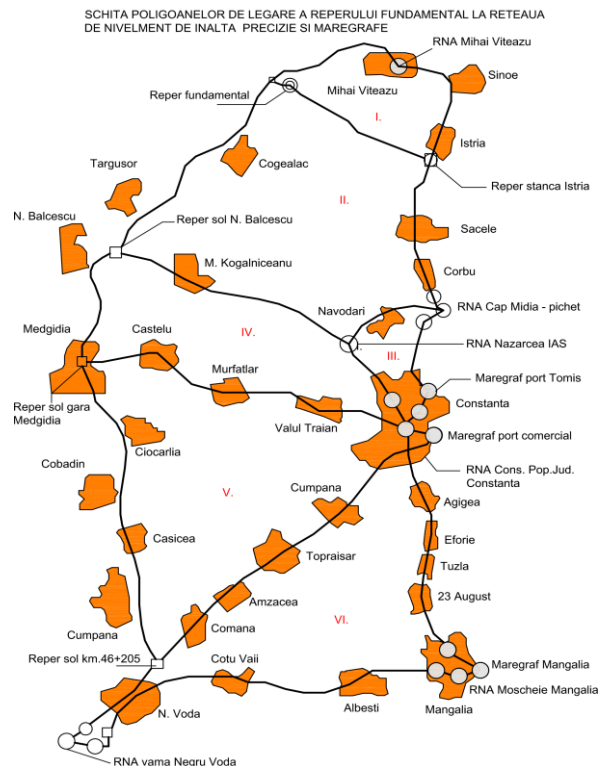 SCHITA POLIGOANELOR DE LEGARE A REPERULUI FUNDAMENTAL LA RETEAUA
DE NIVELMENT DE INALTA PRECIZIE SI MAREGRAFE
RNA Mihai Viteazu
Sinoe
Mihai Viteazu
Reper fundamental
I.
Istria
Cogealac
Targusor
Reper stanca Istria
II.
N. Balcescu
Reper sol N. Balcescu
Sacele
M. Kogalniceanu
Corbu
Navodari
RNA Cap Midia - pichet
Medgidia
Castelu
IV.
RNA Nazarcea IAS
III.
Murfatlar
Maregraf port Tomis
Reper sol gara
Medgidia
Constanta
Valul Traian
Maregraf port comercial
Ciocarlia
Cobadin
RNA Cons. Pop.Jud.
Constanta
V.
Cumpana
Agigea
Casicea
Eforie
Topraisar
Tuzla
Amzacea
23 August
VI.
Cumpana
Comana
Reper sol km.46+205
Cotu Vaii
Maregraf Mangalia
RNA Moscheie Mangalia
N. Voda
Albesti
Mangalia
RNA vama Negru Voda